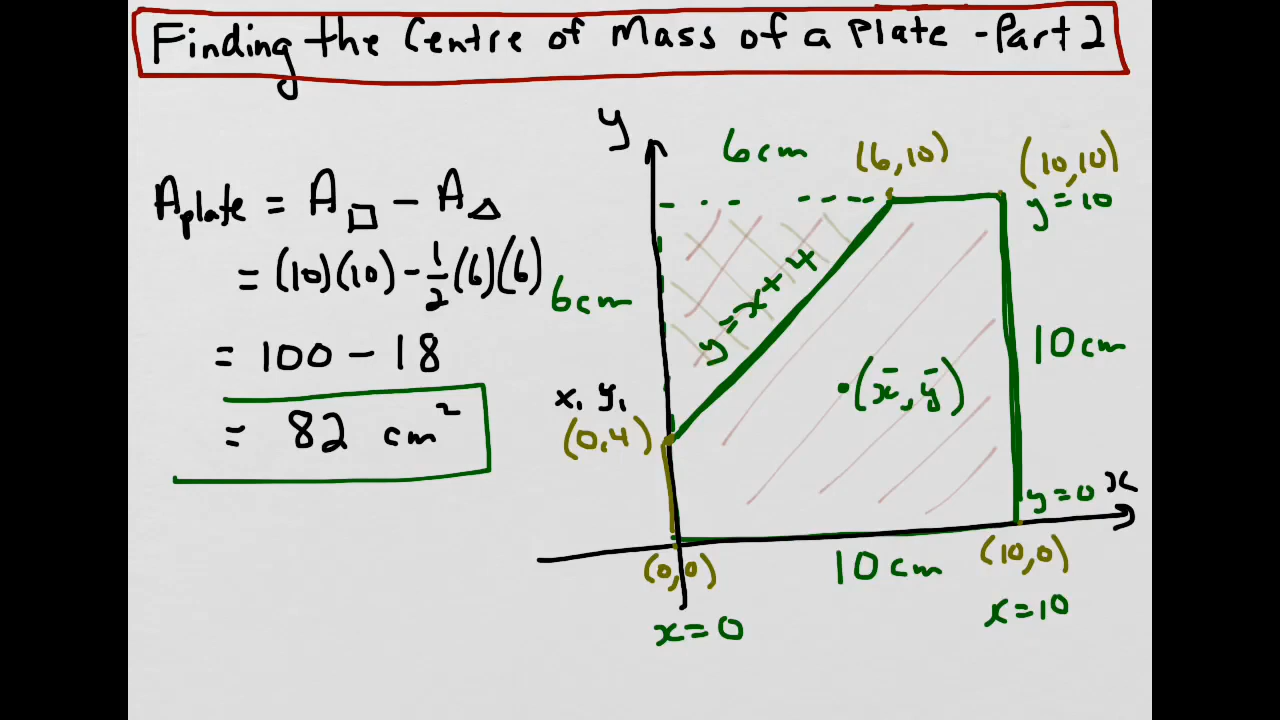 Finding the Centre of Mass of a Plate - Part 2
A plate = A□ - A△
= (10)(10) - 1/2 (6)(6)
= 100 - 18
= 82 cm²
y
6cm
(6,10)
(10,10)
y=10
6cm
y=x+4
10cm
(x̄,ȳ)
x₁ y₁
(0,4)
y=0
x
(0,0)
10cm
(10,0)
x=0
x=10